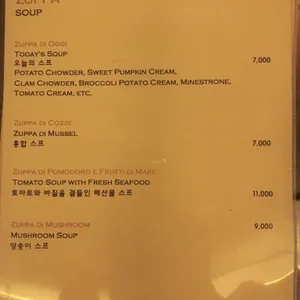 ZUPPA
SOUP
ZUPPA DI OGGI
TODAY'S SOUP 7,000
오늘의 스프
POTATO CHOWDER, SWEET PUMPKIN CREAM,
CLAM CHOWDER, BROCCOLI POTATO CREAM, MINESTRONE,
TOMATO CREAM, ETC.
ZUPPA DI COZZE
ZUPPA DI MUSSEL
홍합 스프 7,000
ZUPPA DI POMODORO E FRUTTI DI MARE
TOMATO SOUP WITH FRESH SEAFOOD
토마토와 바질을 곁들인 해산물 스프 11,000
ZUPPA DI MUSHROOM
MUSHROOM SOUP 9,000
양송이 스프